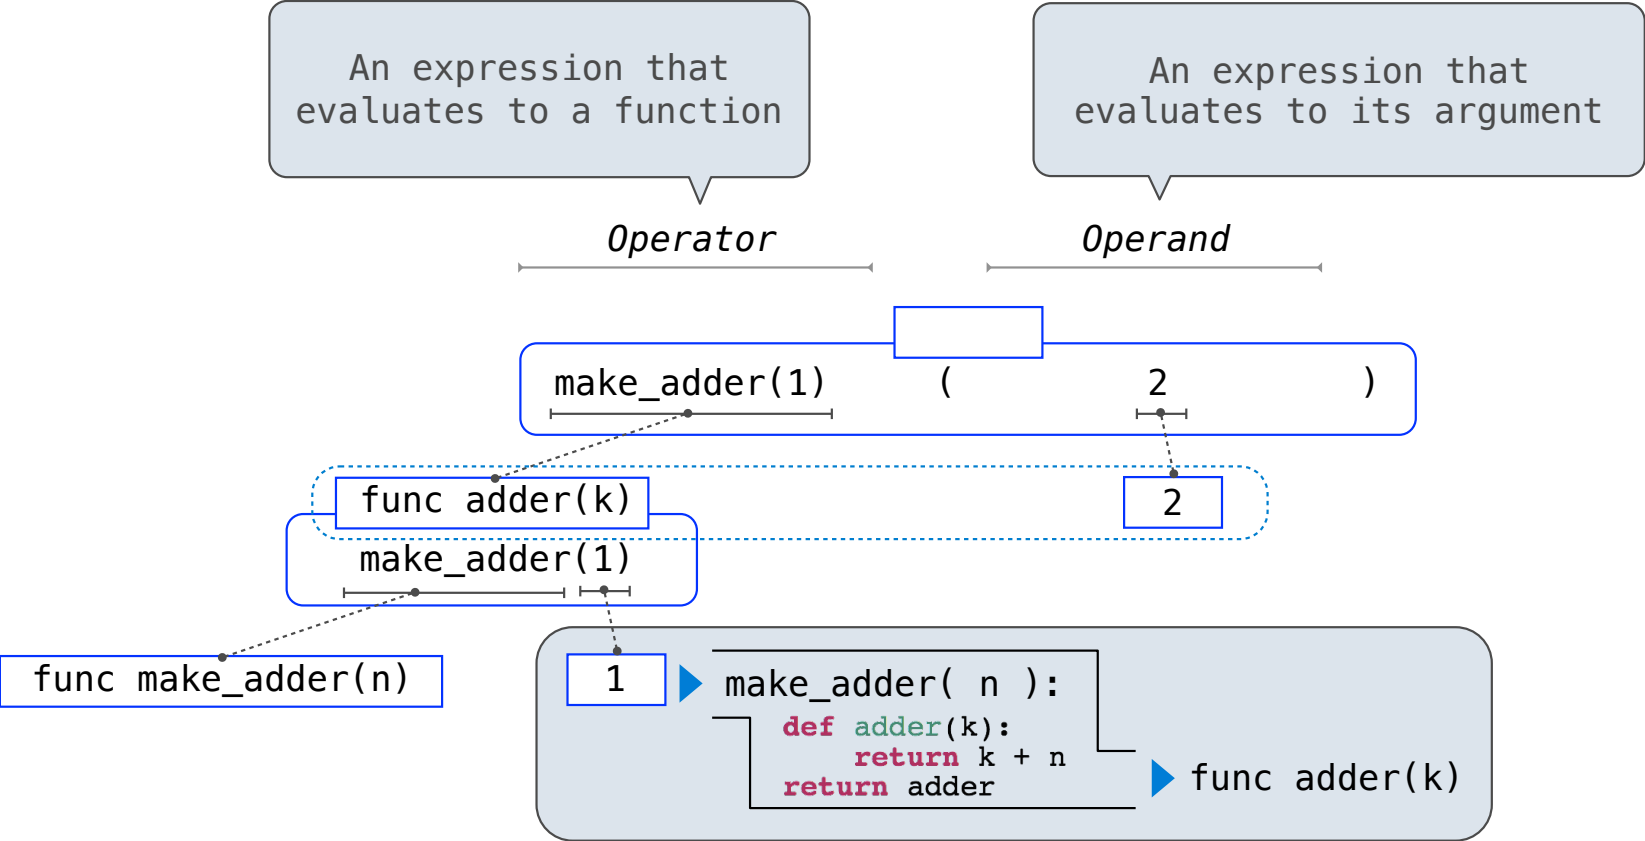 An expression that
evaluates to a function
An expression that
evaluates to its argument
Operator
Operand
make_adder(1) ( 2 )
func adder(k)
2
make_adder(1)
func make_adder(n)
1
make_adder( n ):
def adder(k):
return k + n
return adder
func adder(k)